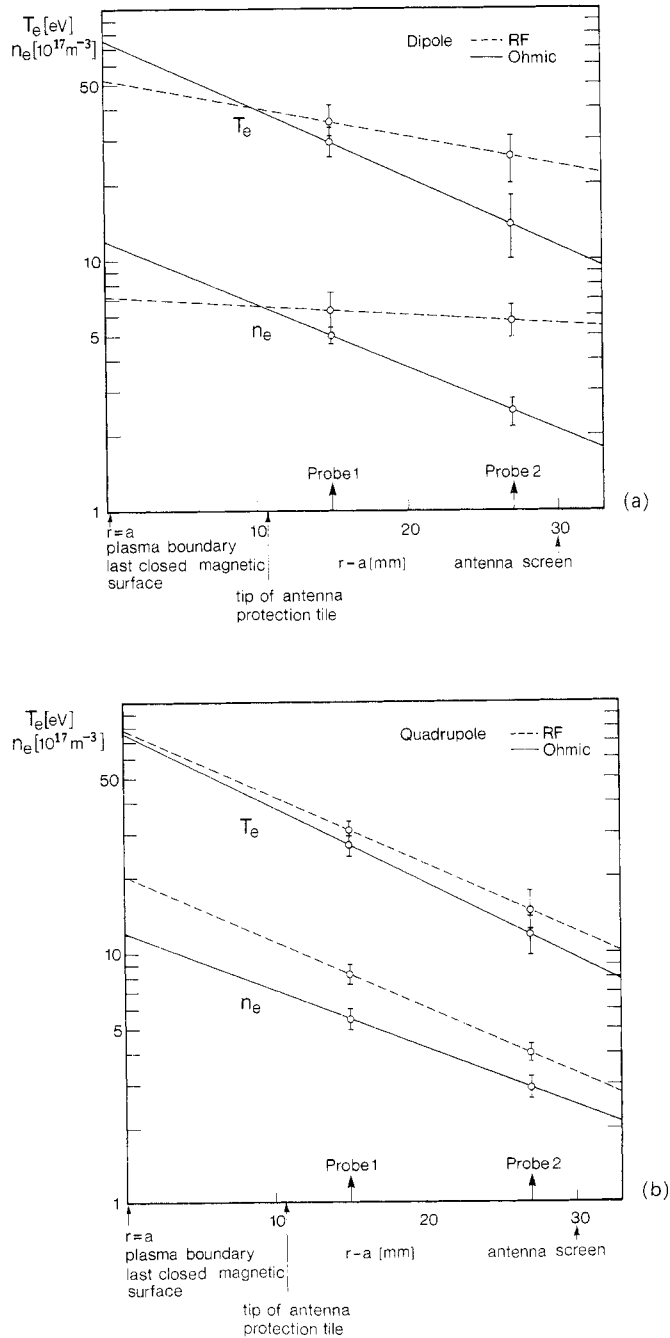 Te [eV]
ne [10¹⁷m⁻³]
Dipole --- RF
— Ohmic
50
Te
10
ne
5
Probe 1
Probe 2
1
(a)
10
20
30
r=a
plasma boundary
last closed magnetic
surface
r-a [mm]
antenna screen
tip of antenna
protection tile
Te [eV]
ne [10¹⁷m⁻³]
Quadrupole --- RF
— Ohmic
50
Te
10
ne
5
Probe 1
Probe 2
1
(b)
10
20
30
r=a
plasma boundary
last closed magnetic
surface
r-a [mm]
antenna screen
tip of antenna
protection tile